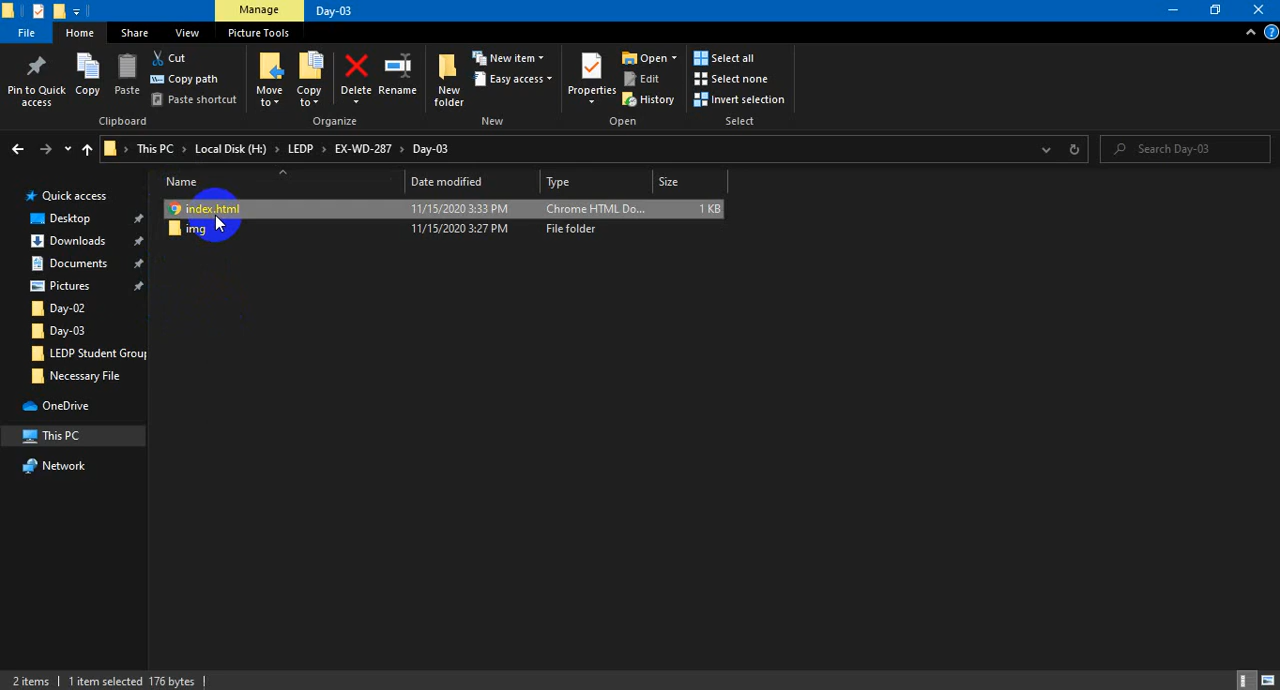 Manage
Day-03
File
Home
Share
View
Picture Tools
Pin to Quick access
Copy
Paste
Cut
Copy path
Paste shortcut
Clipboard
Move to
Copy to
Delete
Rename
Organize
New folder
New item
Easy access
New
Properties
Open
Edit
History
Open
Select all
Select none
Invert selection
Select
This PC > Local Disk (H:) > LEDP > EX-WD-287 > Day-03
Search Day-03
Name Date modified Type Size
index.html 11/15/2020 3:33 PM Chrome HTML Do... 1 KB
img 11/15/2020 3:27 PM File folder
Quick access
Desktop
Downloads
Documents
Pictures
Day-02
Day-03
LEDP Student Group
Necessary File
OneDrive
This PC
Network
2 items 1 item selected 176 bytes